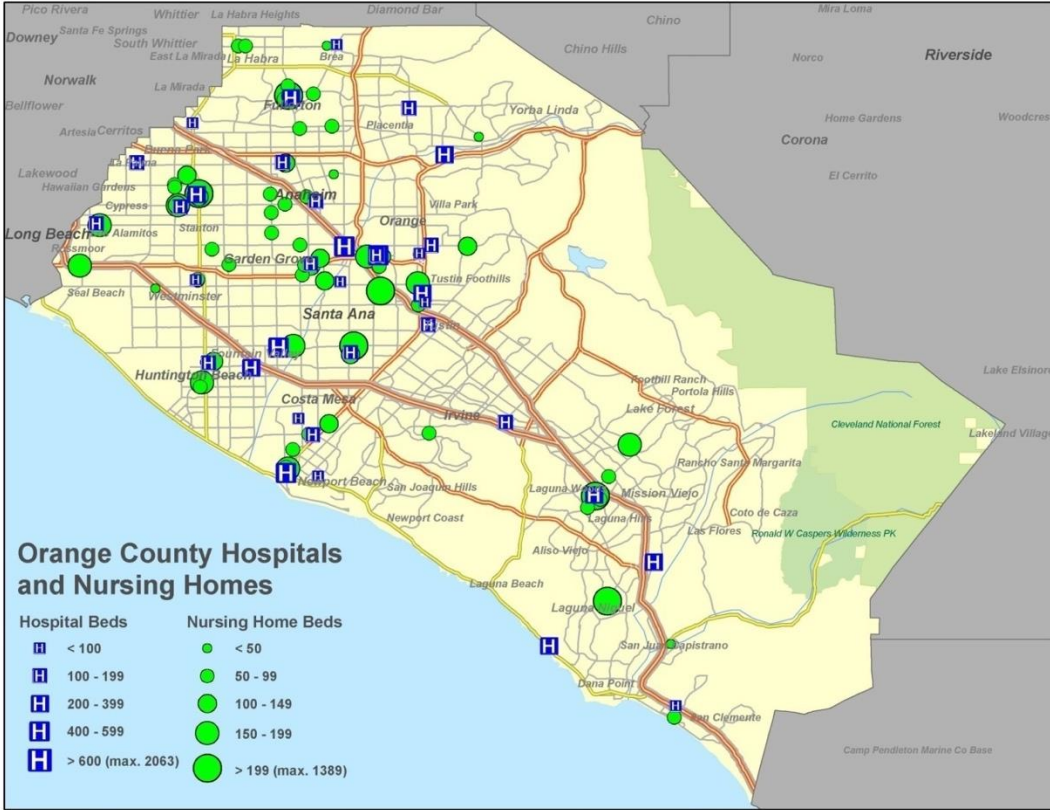 Pico Rivera
Whittier
La Habra Heights
Diamond Bar
Chino
Mira Loma
Downey
Santa Fe Springs
South Whittier
East La Mirada
La Habra
Brea
Chino Hills
Norco
Riverside
Norwalk
La Mirada
Bellflower
Fullerton
Yorba Linda
Placentia
Home Gardens
Woodcres
Artesia
Cerritos
Buena Park
La Palma
Corona
Lakewood
Hawaiian Gardens
El Cerrito
Cypress
Anaheim
Villa Park
Long Beach
Los Alamitos
Stanton
Orange
Rossmoor
Garden Grove
Tustin Foothills
Seal Beach
Westminster
Santa Ana
Tustin
Fountain Valley
Huntington Beach
Costa Mesa
Foothill Ranch
Portola Hills
Lake Elsinore
Irvine
Lake Forest
Cleveland National Forest
Lakeland Village
Rancho Santa Margarita
Newport Beach
San Joaquin Hills
Laguna Woods
Mission Viejo
Newport Coast
Laguna Hills
Coto de Caza
Las Flores
Ronald W Caspers Wilderness PK
Aliso Viejo
Laguna Beach
Laguna Niguel
San Juan Capistrano
Dana Point
San Clemente
Camp Pendleton Marine Co Base
Orange County Hospitals
and Nursing Homes
Hospital Beds
H < 100
H 100 - 199
H 200 - 399
H 400 - 599
H > 600 (max. 2063)
Nursing Home Beds
< 50
50 - 99
100 - 149
150 - 199
> 199 (max. 1389)